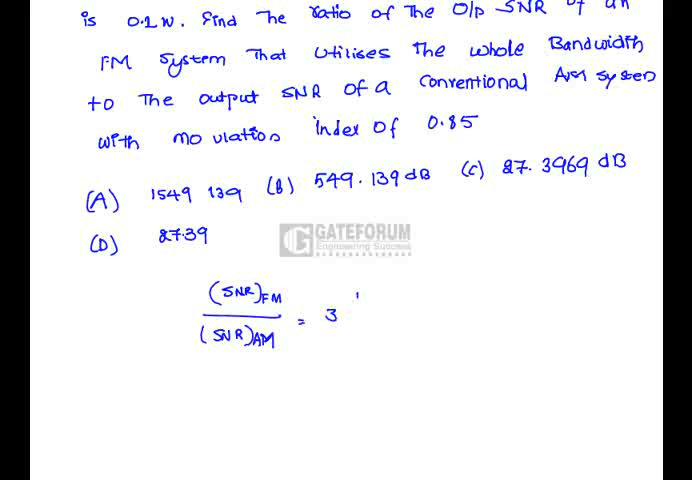 is 0.1W. Find The ratio of The O/P SNR of an
FM System That Utilises The whole Bandwidth
to The output SNR of a Conventional AM system
with modulation index of 0.85
(A) 1549 139 (B) 549.139 dB (C) 27.3969 dB
(D) 27.39
GATEFORUM
Engineering Success
(SNR)FM
= 3
(SNR)AM